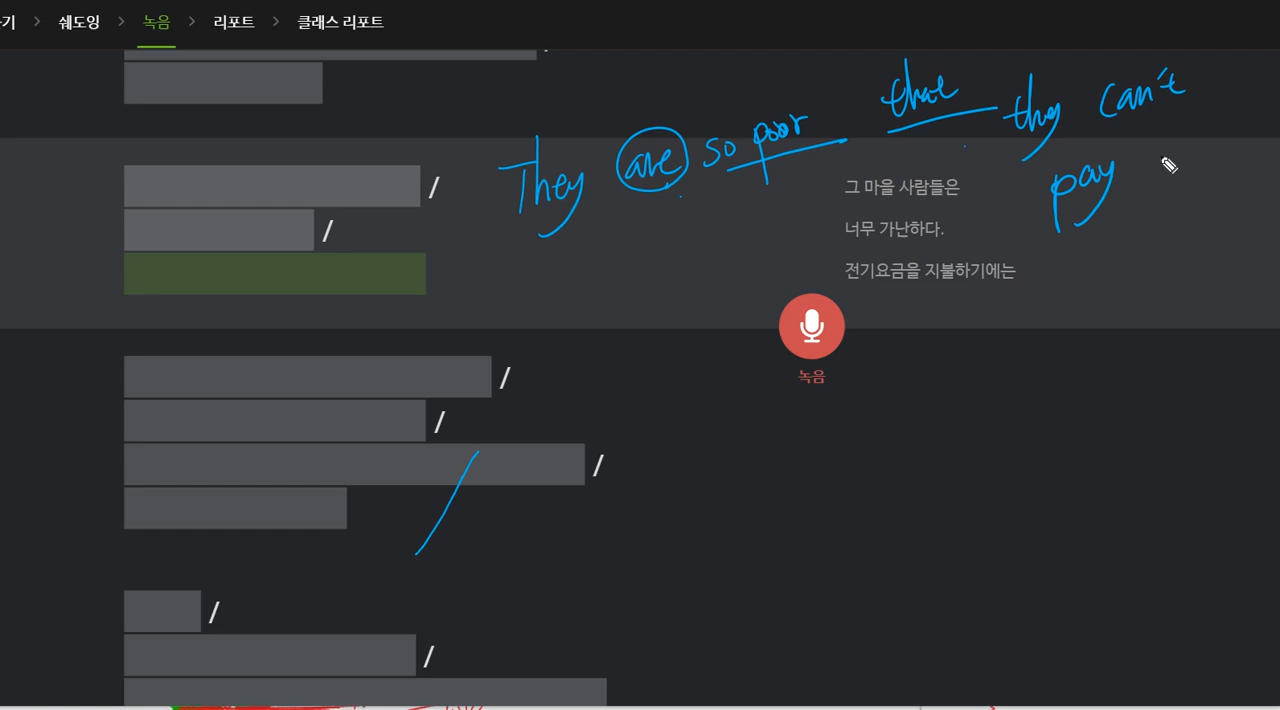 기 > 쉐도잉 > 녹음 > 리포트 > 클래스 리포트
/
They are so poor that they can't
pay
/ 그 마을 사람들은
/ 너무 가난하다.
전기요금을 지불하기에는
녹음
/
/
/
/
/